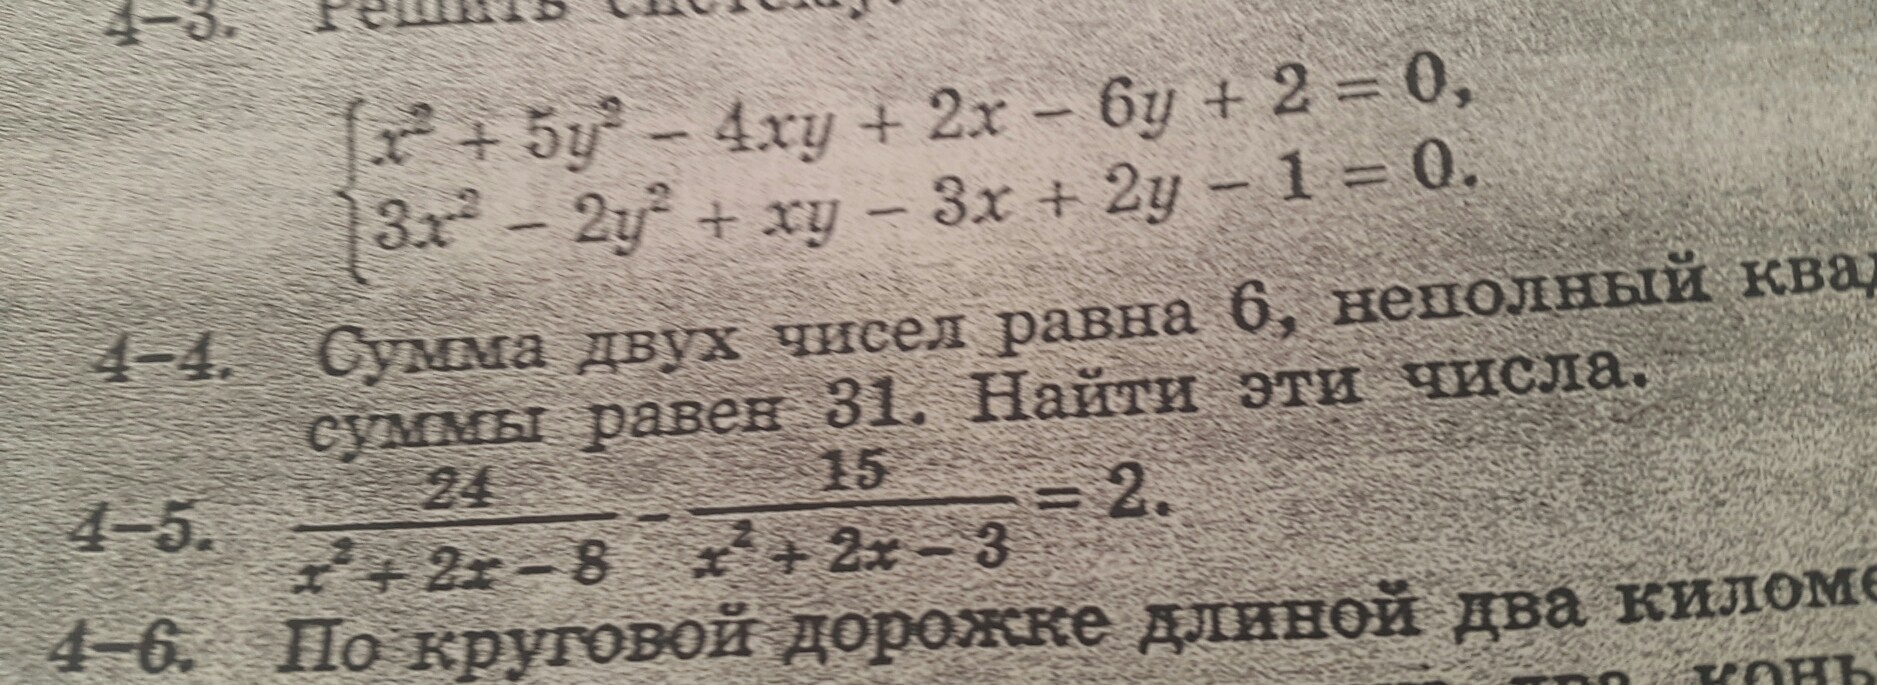 4-3. Решить систему:
x² + 5y² − 4xy + 2x − 6y + 2 = 0,
3x² − 2y² + xy − 3x + 2y − 1 = 0.
4-4. Сумма двух чисел равна 6, неполный
суммы равен 31. Найти эти числа.
4-5. 24/(x² + 2x − 8) − 15/(x² + 2x − 3) = 2.
4-6. По круговой дорожке длиной два